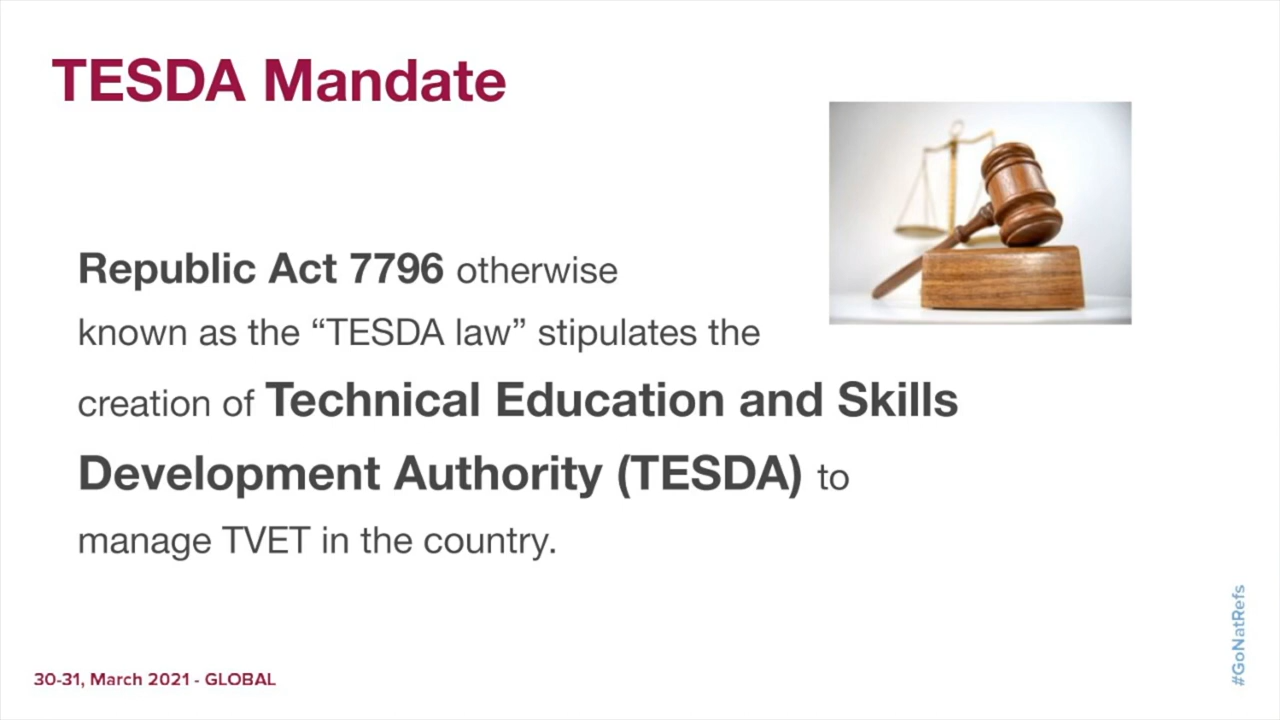 TESDA Mandate
Republic Act 7796 otherwise
known as the “TESDA law” stipulates the
creation of Technical Education and Skills
Development Authority (TESDA) to
manage TVET in the country.
#GoNatRefs
30-31, March 2021 - GLOBAL